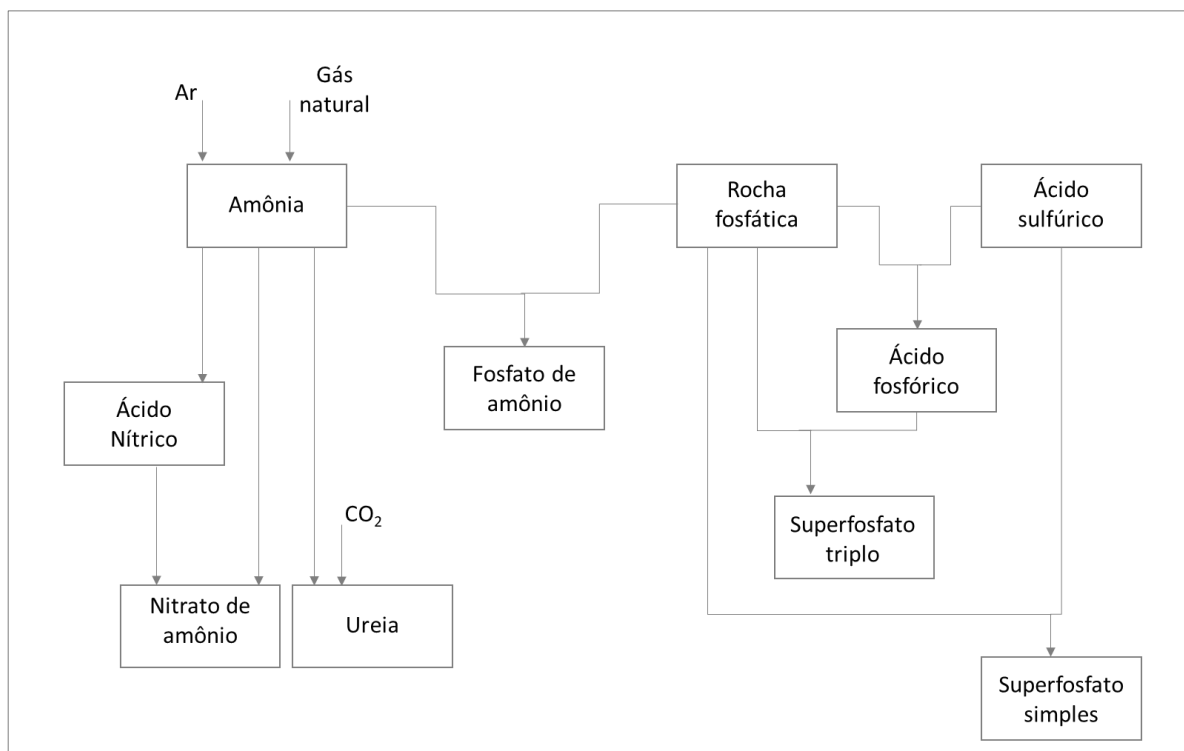 Ar
Gás
natural
Amônia
Rocha
fosfática
Ácido
sulfúrico
Fosfato de
amônio
Ácido
fosfórico
Ácido
Nítrico
CO₂
Superfosfato
triplo
Nitrato de
amônio
Ureia
Superfosfato
simples